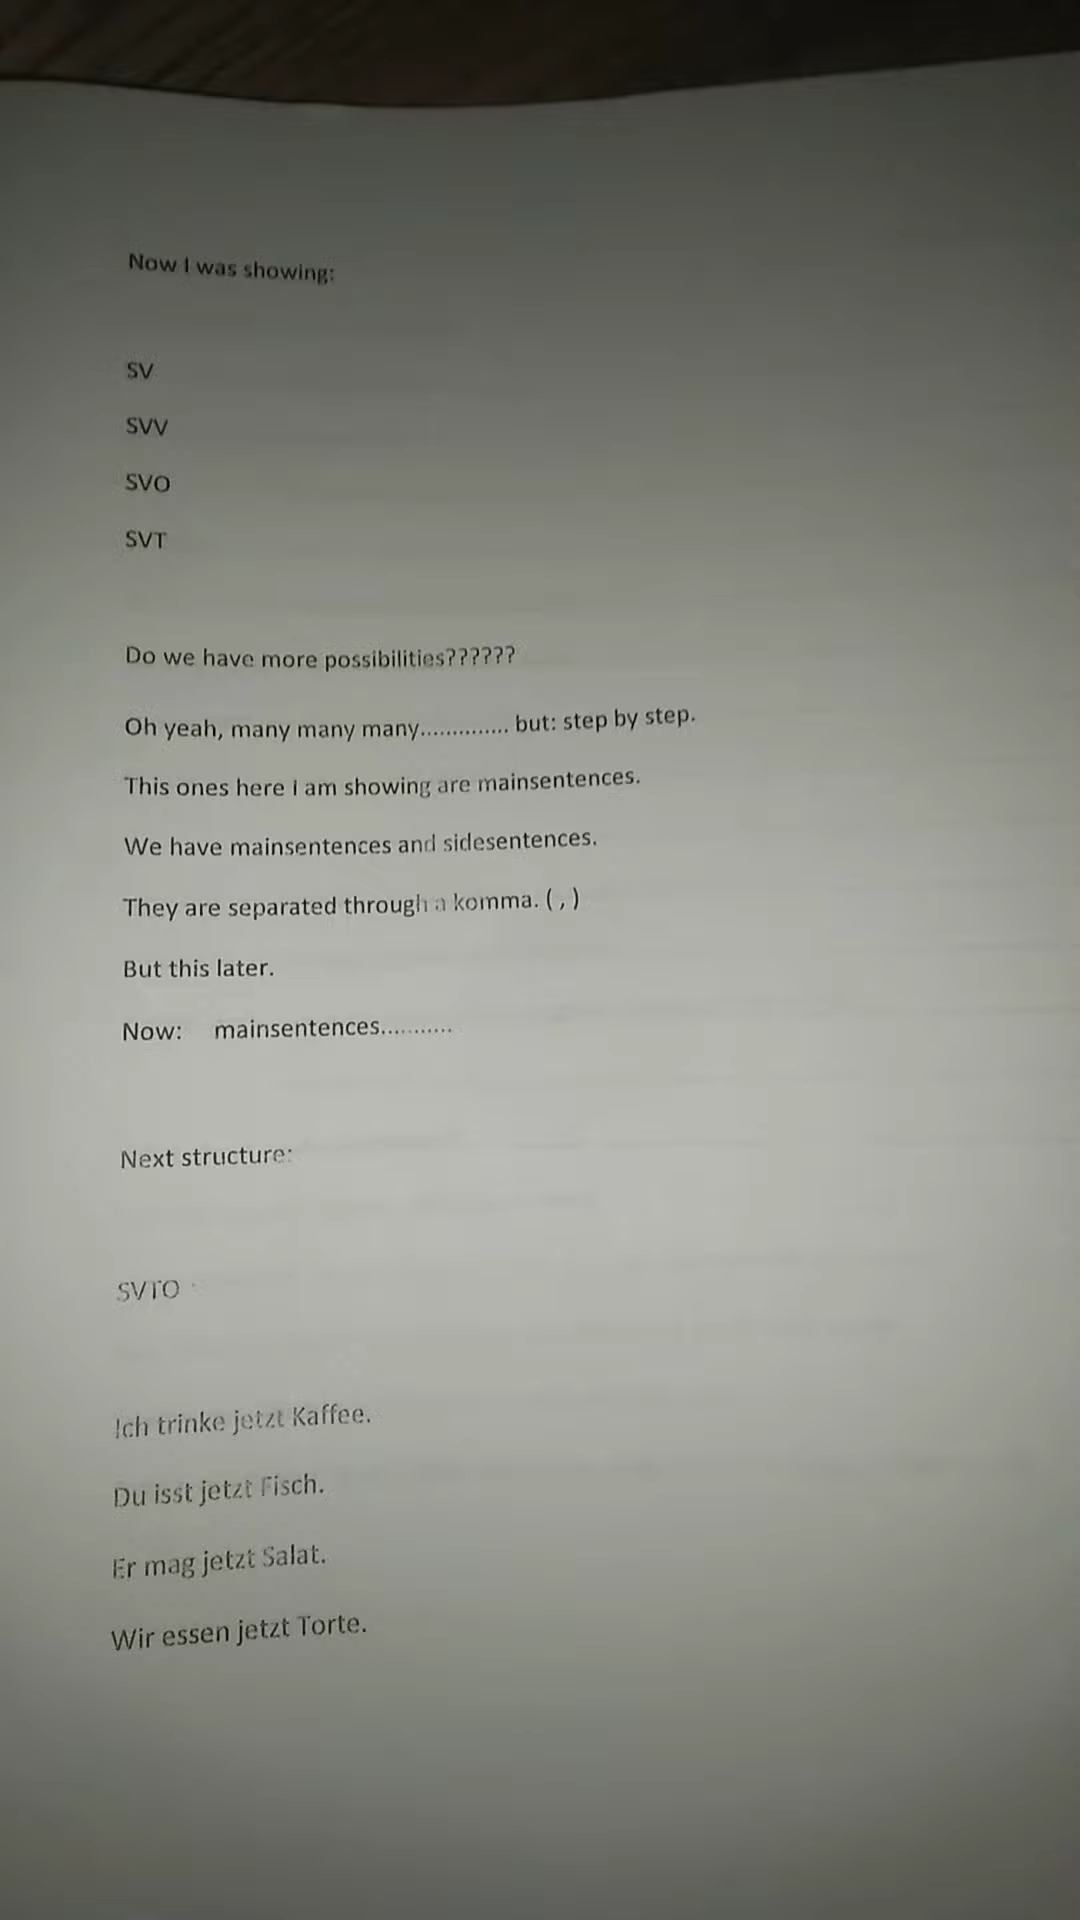 Now I was showing:
SV
SVV
SVO
SVT
Do we have more possibilities??????
Oh yeah, many many many.............. but: step by step.
This ones here I am showing are mainsentences.
We have mainsentences and sidesentences.
They are separated through a komma. ( , )
But this later.
Now: mainsentences...........
Next structure:
SVTO
Ich trinke jetzt Kaffee.
Du isst jetzt Fisch.
Er mag jetzt Salat.
Wir essen jetzt Torte.